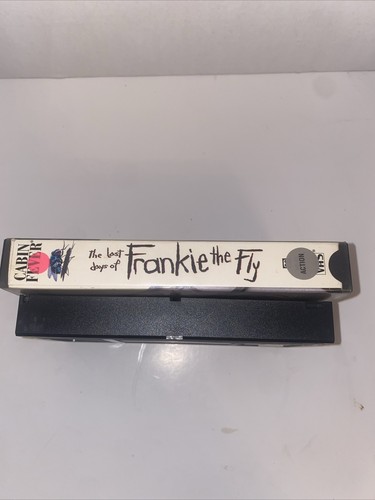 CABIN
FEVER
the last
days of
Frankie the Fly
ACTION
VHS